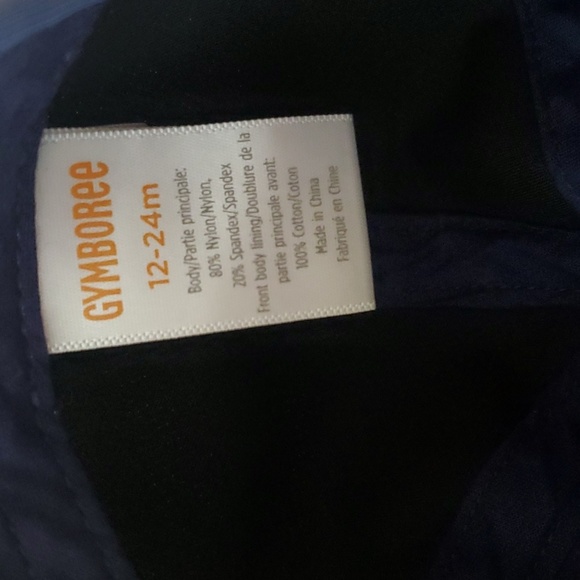 GYMBOREE
12-24m
Body/Partie principale:
80% Nylon/Nylon,
20% Spandex/Spandex
Front body lining/Doublure de la
partie principale avant:
100% Cotton/Coton
Made in China
Fabriqué en Chine